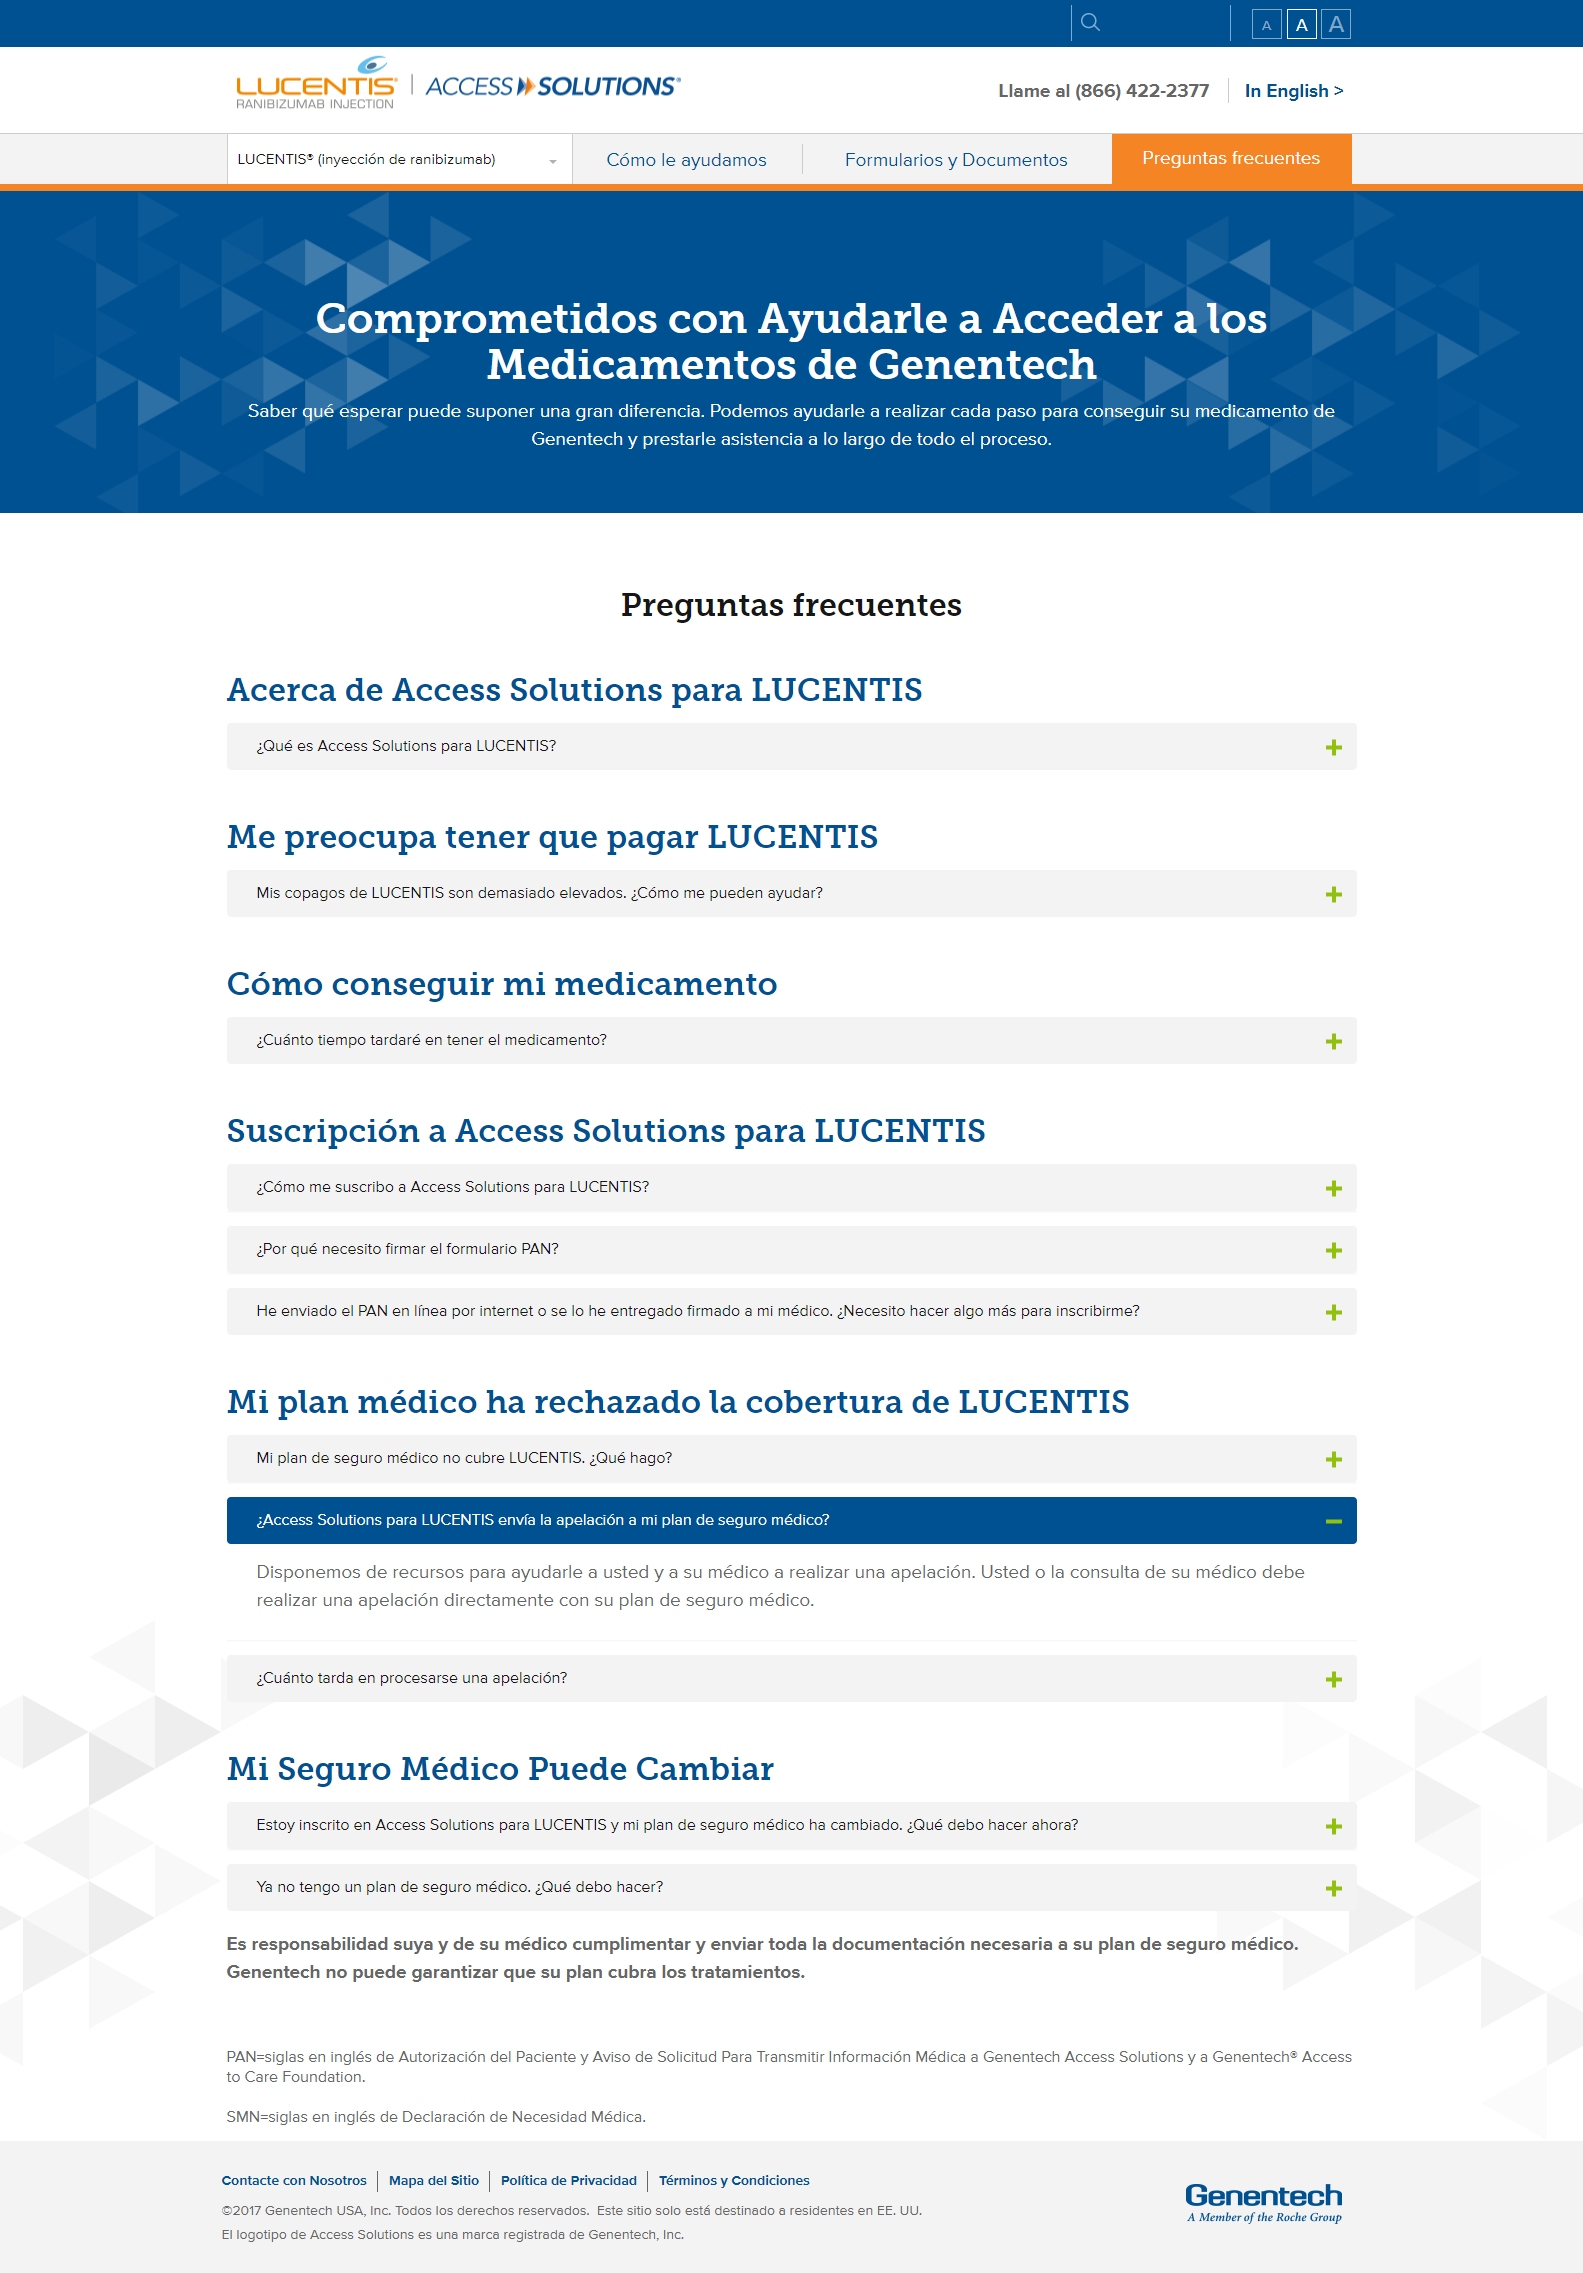 A A A
LUCENTIS®
RANIBIZUMAB INJECTION
ACCESS SOLUTIONS®
Llame al (866) 422-2377
In English >
LUCENTIS® (inyección de ranibizumab)
Cómo le ayudamos
Formularios y Documentos
Preguntas frecuentes
Comprometidos con Ayudarle a Acceder a los
Medicamentos de Genentech
Saber qué esperar puede suponer una gran diferencia. Podemos ayudarle a realizar cada paso para conseguir su medicamento de
Genentech y prestarle asistencia a lo largo de todo el proceso.
Preguntas frecuentes
Acerca de Access Solutions para LUCENTIS
¿Qué es Access Solutions para LUCENTIS?
Me preocupa tener que pagar LUCENTIS
Mis copagos de LUCENTIS son demasiado elevados. ¿Cómo me pueden ayudar?
Cómo conseguir mi medicamento
¿Cuánto tiempo tardaré en tener el medicamento?
Suscripción a Access Solutions para LUCENTIS
¿Cómo me suscribo a Access Solutions para LUCENTIS?
¿Por qué necesito firmar el formulario PAN?
He enviado el PAN en línea por internet o se lo he entregado firmado a mi médico. ¿Necesito hacer algo más para inscribirme?
Mi plan médico ha rechazado la cobertura de LUCENTIS
Mi plan de seguro médico no cubre LUCENTIS. ¿Qué hago?
¿Access Solutions para LUCENTIS envía la apelación a mi plan de seguro médico?
Disponemos de recursos para ayudarle a usted y a su médico a realizar una apelación. Usted o la consulta de su médico debe
realizar una apelación directamente con su plan de seguro médico.
¿Cuánto tarda en procesarse una apelación?
Mi Seguro Médico Puede Cambiar
Estoy inscrito en Access Solutions para LUCENTIS y mi plan de seguro médico ha cambiado. ¿Qué debo hacer ahora?
Ya no tengo un plan de seguro médico. ¿Qué debo hacer?
Es responsabilidad suya y de su médico cumplimentar y enviar toda la documentación necesaria a su plan de seguro médico.
Genentech no puede garantizar que su plan cubra los tratamientos.
PAN=siglas en inglés de Autorización del Paciente y Aviso de Solicitud Para Transmitir Información Médica a Genentech Access Solutions y a Genentech® Access
to Care Foundation.
SMN=siglas en inglés de Declaración de Necesidad Médica.
Contacte con Nosotros
Mapa del Sitio
Política de Privacidad
Términos y Condiciones
©2017 Genentech USA, Inc. Todos los derechos reservados. Este sitio solo está destinado a residentes en EE. UU.
El logotipo de Access Solutions es una marca registrada de Genentech, Inc.
Genentech
A Member of the Roche Group